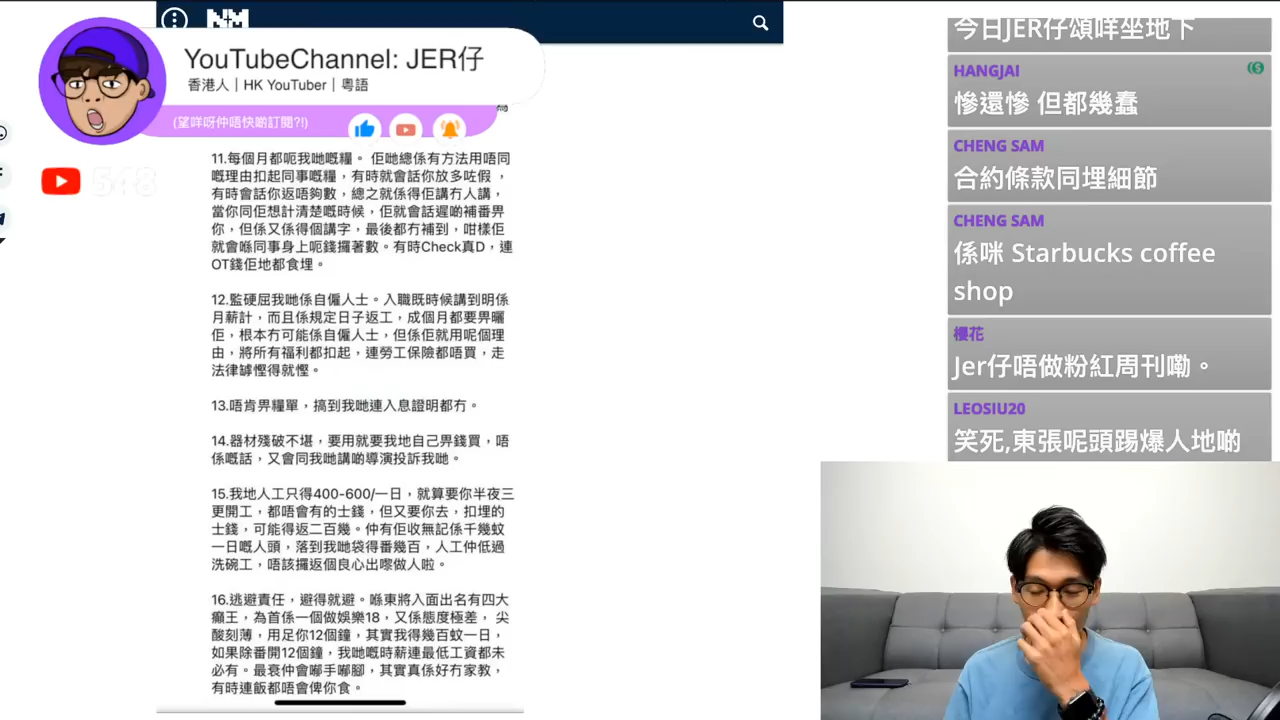 NM
YouTubeChannel: JER仔
香港人｜HK YouTuber｜粵語
(望咩呀仲唔快啲訂閱?!)
518
11.每個月都呃我哋嘅糧。 佢哋總係有方法用唔同
嘅理由扣起同事嘅糧，有時就會話你放多咗假，
有時會話你返唔夠數，總之就係得佢講冇人講，
當你同佢想計清楚嘅時候，佢就會話遲啲補番畀
你，但係又係得個講字，最後都冇補到，咁樣佢
就會喺同事身上呃錢攞著數。有時Check真D，連
OT錢佢地都食埋。
12.監硬屈我哋係自僱人士。入職既時候講到明係
月薪計，而且係規定日子返工，成個月都要畀曬
佢，根本冇可能係自僱人士，但係佢就用呢個理
由，將所有福利都扣起，連勞工保險都唔買，走
法律罅慳得就慳。
13.唔肯畀糧單，搞到我哋連入息證明都冇。
14.器材殘破不堪，要用就要我地自己畀錢買，唔
係嘅話，又會同我哋講啲導演投訴我哋。
15.我地人工只得400-600/一日，就算要你半夜三
更開工，都唔會有的士錢，但又要你去，扣埋的
士錢，可能得返二百幾。仲有佢收無記係千幾蚊
一日嘅人頭，落到我哋袋得番幾百，人工仲低過
洗碗工，唔該攞返個良心出嚟做人啦。
16.逃避責任，避得就避。喺東將入面出名有四大
癲王，為首係一個做娛樂18，又係態度極差， 尖
酸刻薄，用足你12個鐘，其實我得幾百蚊一日，
如果除番開12個鐘，我哋嘅時薪連最低工資都未
必有。最衰仲會嘟手嘟腳，其實真係好冇家教，
有時連飯都唔會俾你食。
今日JER仔頌咩坐地下
HANGJAI
慘還慘 但都幾蠢
CHENG SAM
合約條款同埋細節
CHENG SAM
係咪 Starbucks coffee
shop
櫻花
Jer仔唔做粉紅周刊嘞。
LEOSIU20
笑死,東張呢頭踢爆人地啲